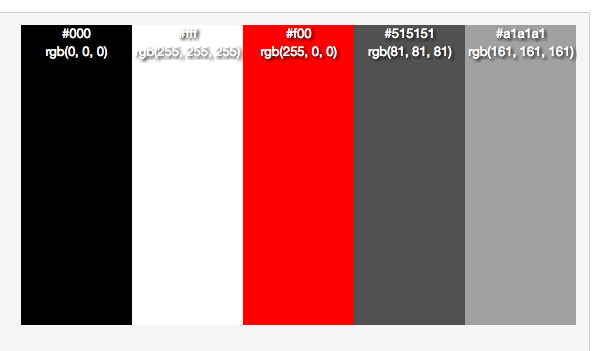 #000
rgb(0, 0, 0)
#fff
rgb(255, 255, 255)
#f00
rgb(255, 0, 0)
#515151
rgb(81, 81, 81)
#a1a1a1
rgb(161, 161, 161)